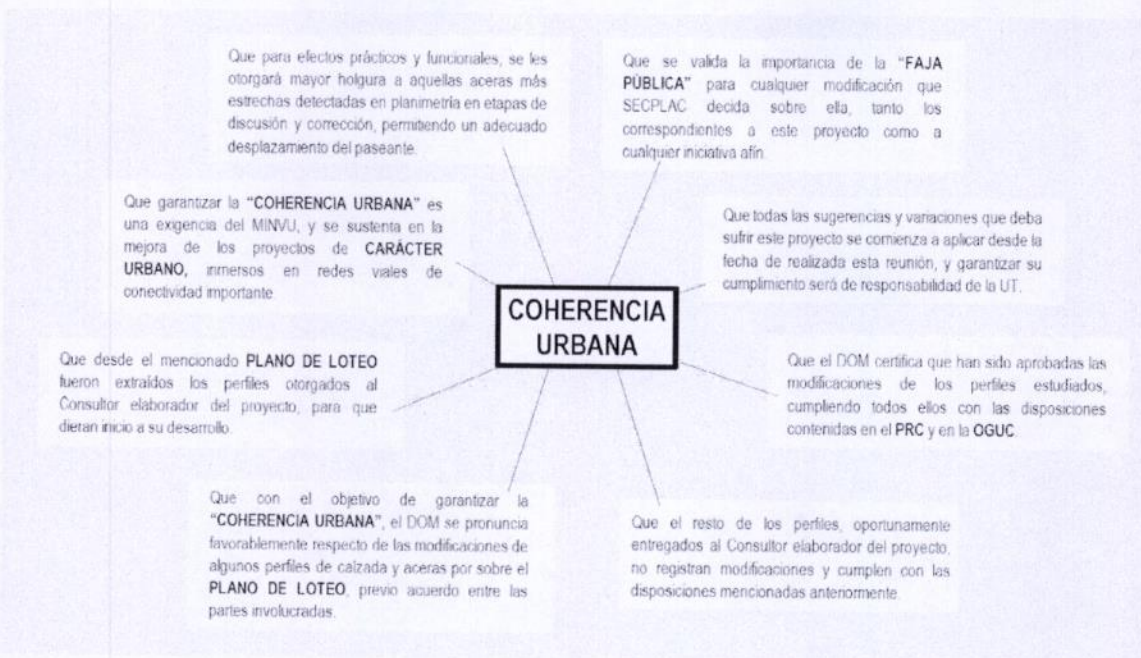 Que para efectos prácticos y funcionales, se les
otorgará mayor holgura a aquellas aceras más
estrechas detectadas en planimetría en etapas de
discusión y corrección, permitiendo un adecuado
desplazamiento del paseante.
Que se valida la importancia de la "FAJA
PÚBLICA" para cualquier modificación que
SECPLAC decida sobre ella, tanto los
correspondientes a este proyecto como a
cualquier iniciativa afín.
Que garantizar la "COHERENCIA URBANA" es
una exigencia del MINVU, y se sustenta en la
mejora de los proyectos de CARÁCTER
URBANO, inmersos en redes viales de
conectividad importante.
Que todas las sugerencias y variaciones que deba
sufrir este proyecto se comienza a aplicar desde la
fecha de realizada esta reunión, y garantizar su
cumplimiento será de responsabilidad de la UT.
COHERENCIA
URBANA
Que desde el mencionado PLANO DE LOTEO
fueron extraídos los perfiles otorgados al
Consultor elaborador del proyecto, para que
dieran inicio a su desarrollo.
Que el DOM certifica que han sido aprobadas las
modificaciones de los perfiles estudiados,
cumpliendo todos ellos con las disposiciones
contenidas en el PRC y en la OGUC.
Que con el objetivo de garantizar la
"COHERENCIA URBANA", el DOM se pronuncia
favorablemente respecto de las modificaciones de
algunos perfiles de calzada y aceras por sobre el
PLANO DE LOTEO, previo acuerdo entre las
partes involucradas.
Que el resto de los perfiles, oportunamente
entregados al Consultor elaborador del proyecto,
no registran modificaciones y cumplen con las
disposiciones mencionadas anteriormente.